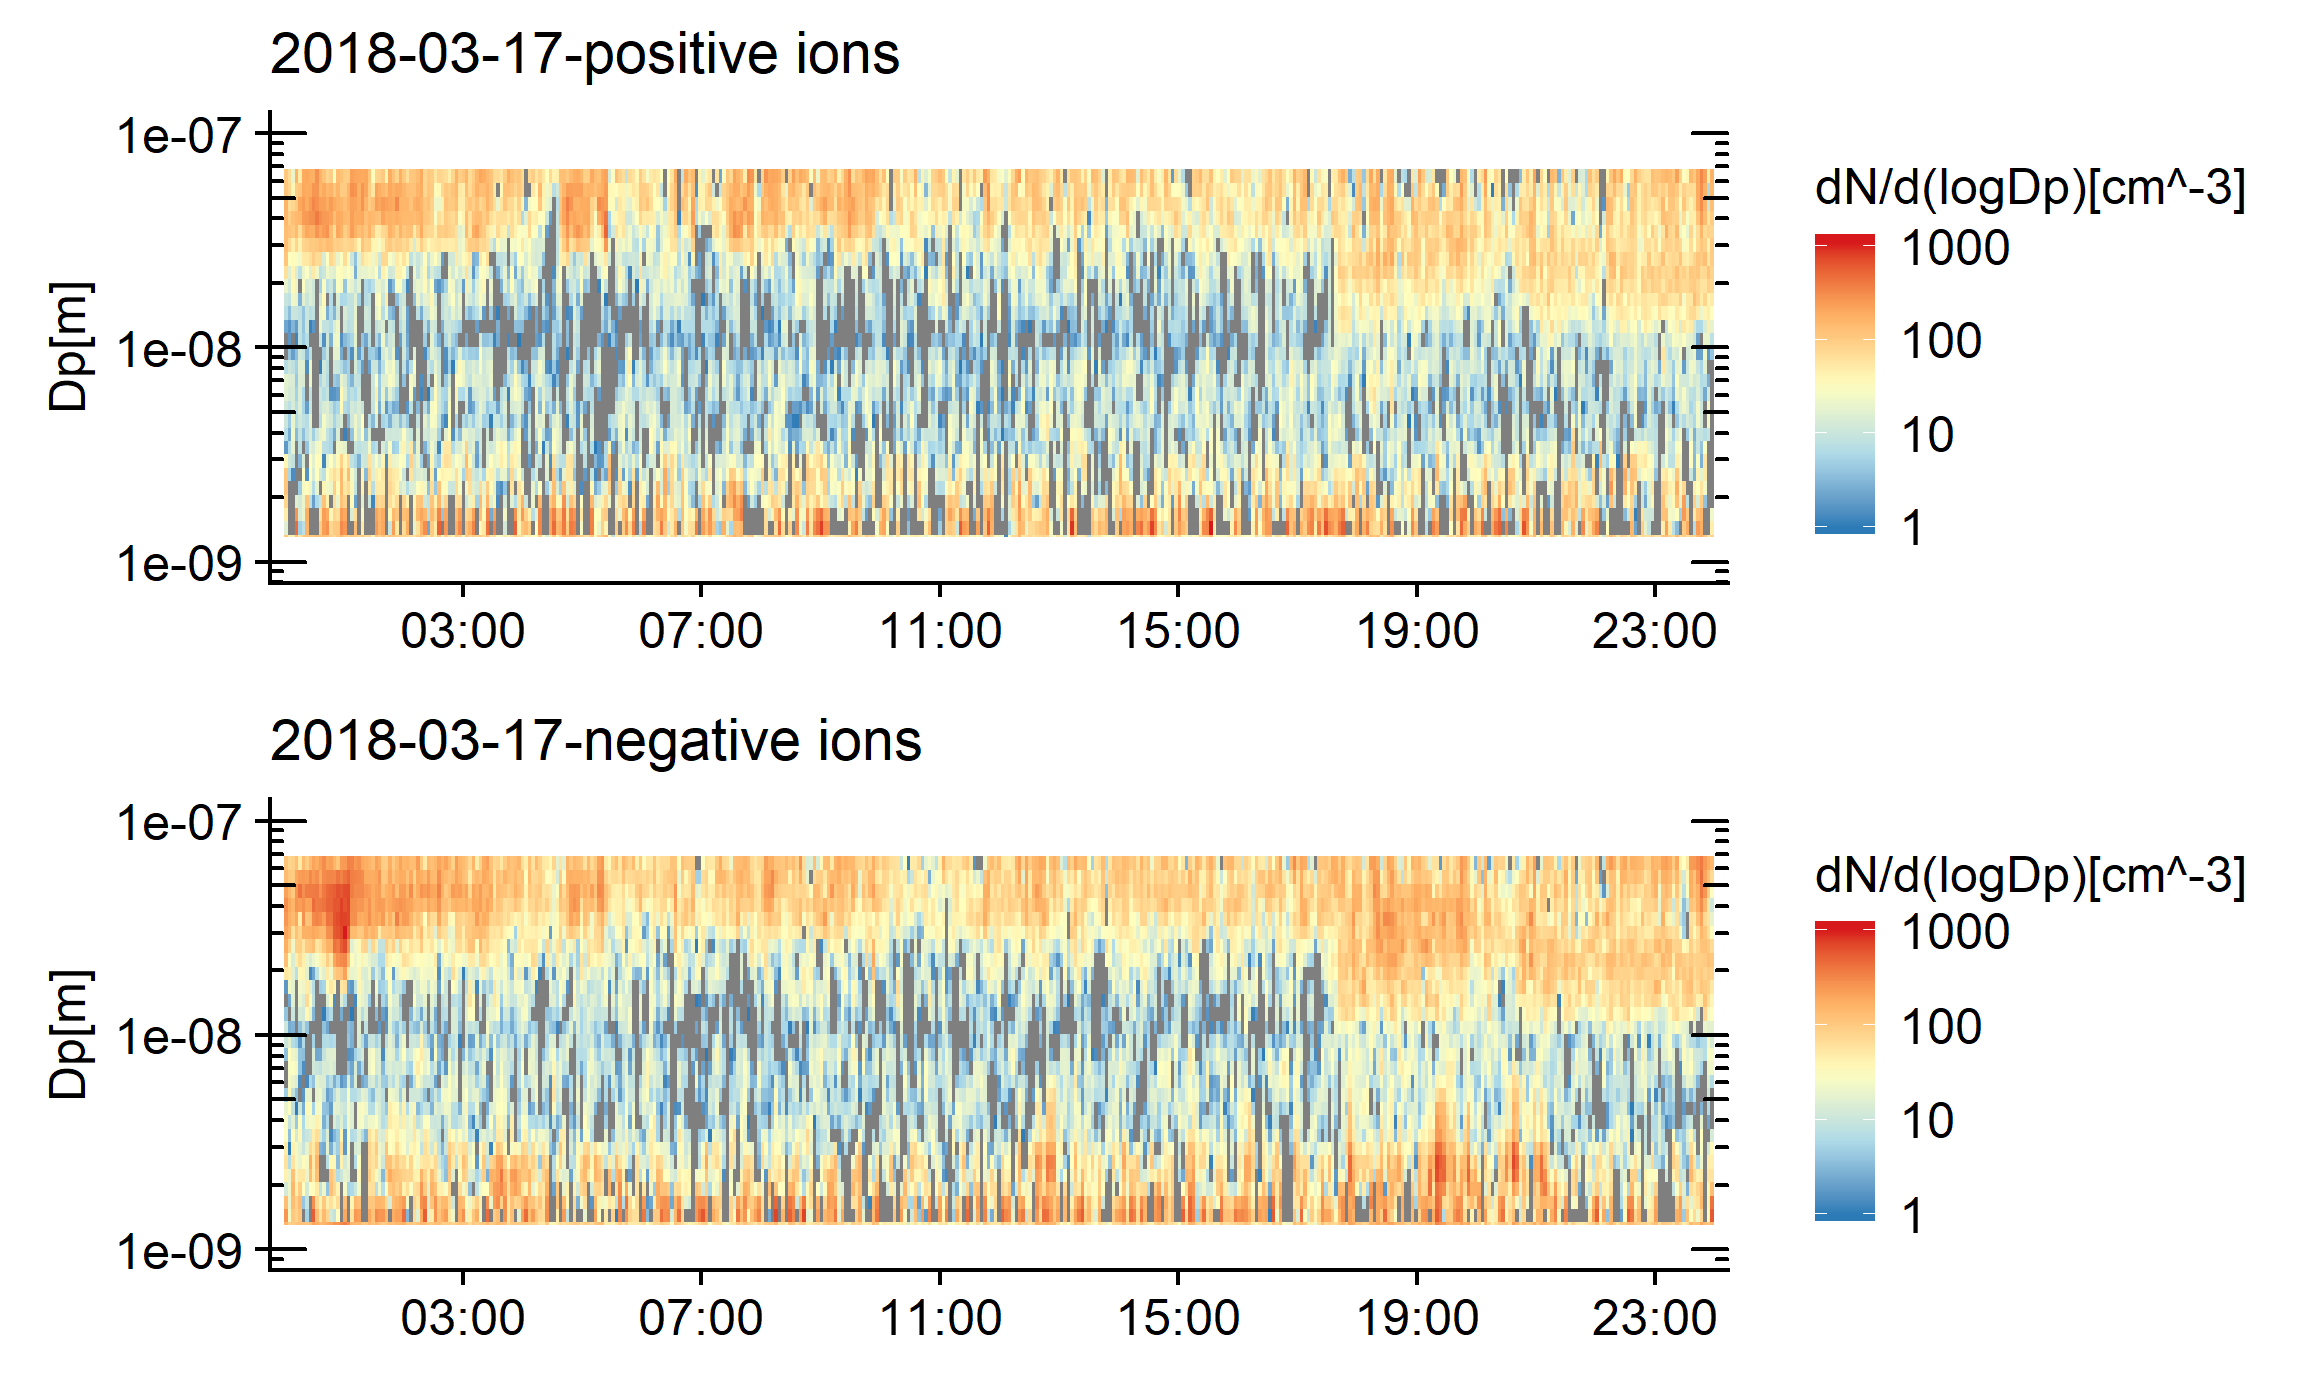 2018-03-17-positive ions
1e-07
1e-08
1e-09
Dp[m]
03:00 07:00 11:00 15:00 19:00 23:00
dN/d(logDp)[cm^-3]
1000
100
10
1
2018-03-17-negative ions
1e-07
1e-08
1e-09
Dp[m]
03:00 07:00 11:00 15:00 19:00 23:00
dN/d(logDp)[cm^-3]
1000
100
10
1